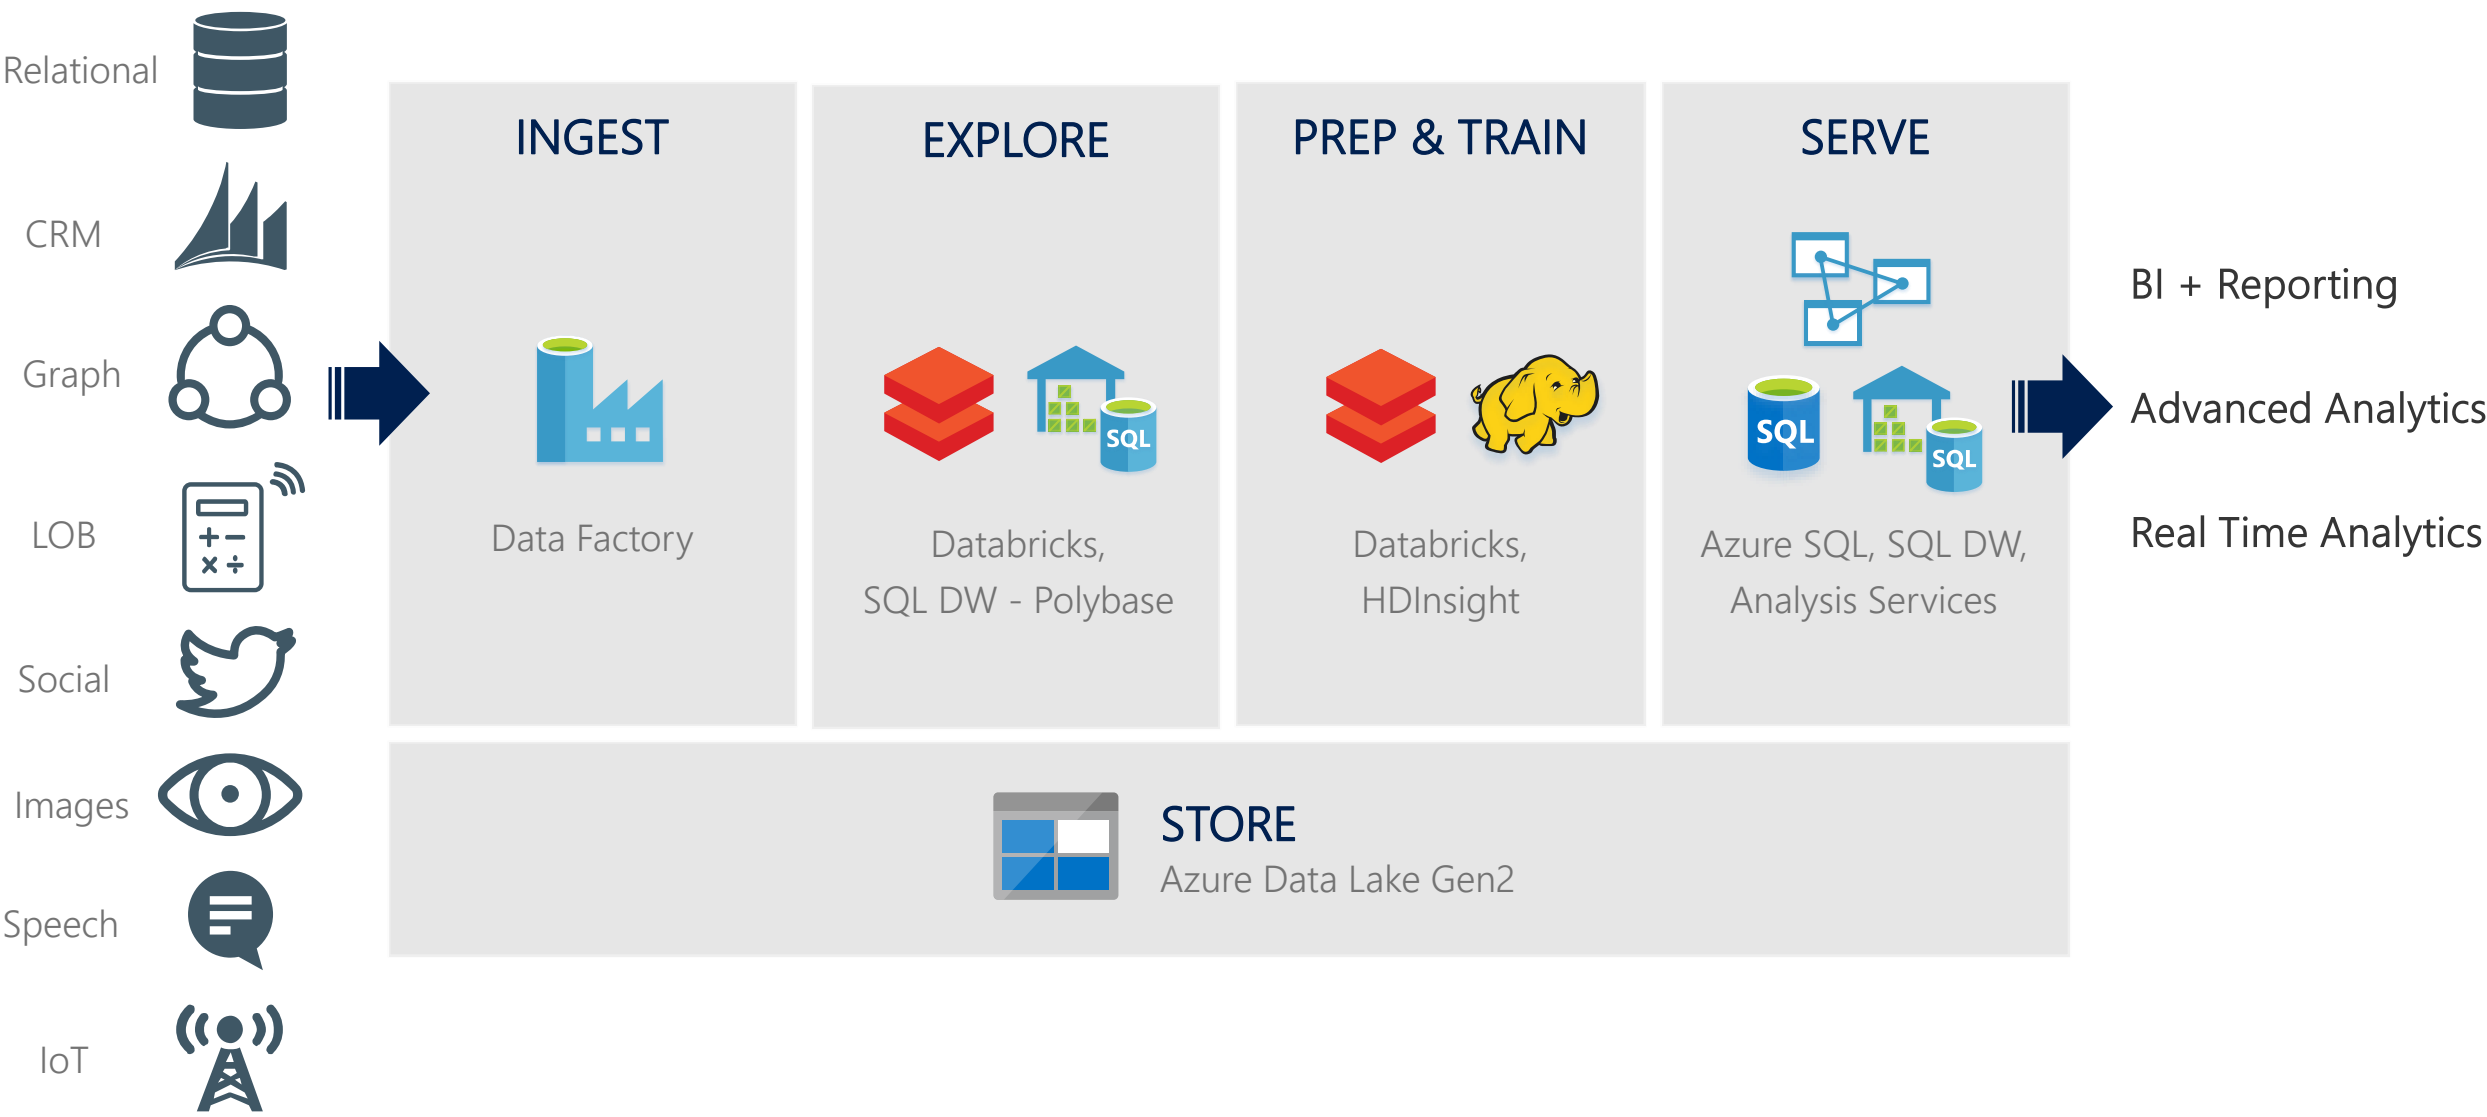 Relational
CRM
Graph
LOB
Social
Images
Speech
IoT
INGEST
Data Factory
EXPLORE
SQL
Databricks,
SQL DW - Polybase
PREP & TRAIN
Databricks,
HDInsight
SERVE
SQL
SQL
Azure SQL, SQL DW,
Analysis Services
STORE
Azure Data Lake Gen2
BI + Reporting
Advanced Analytics
Real Time Analytics